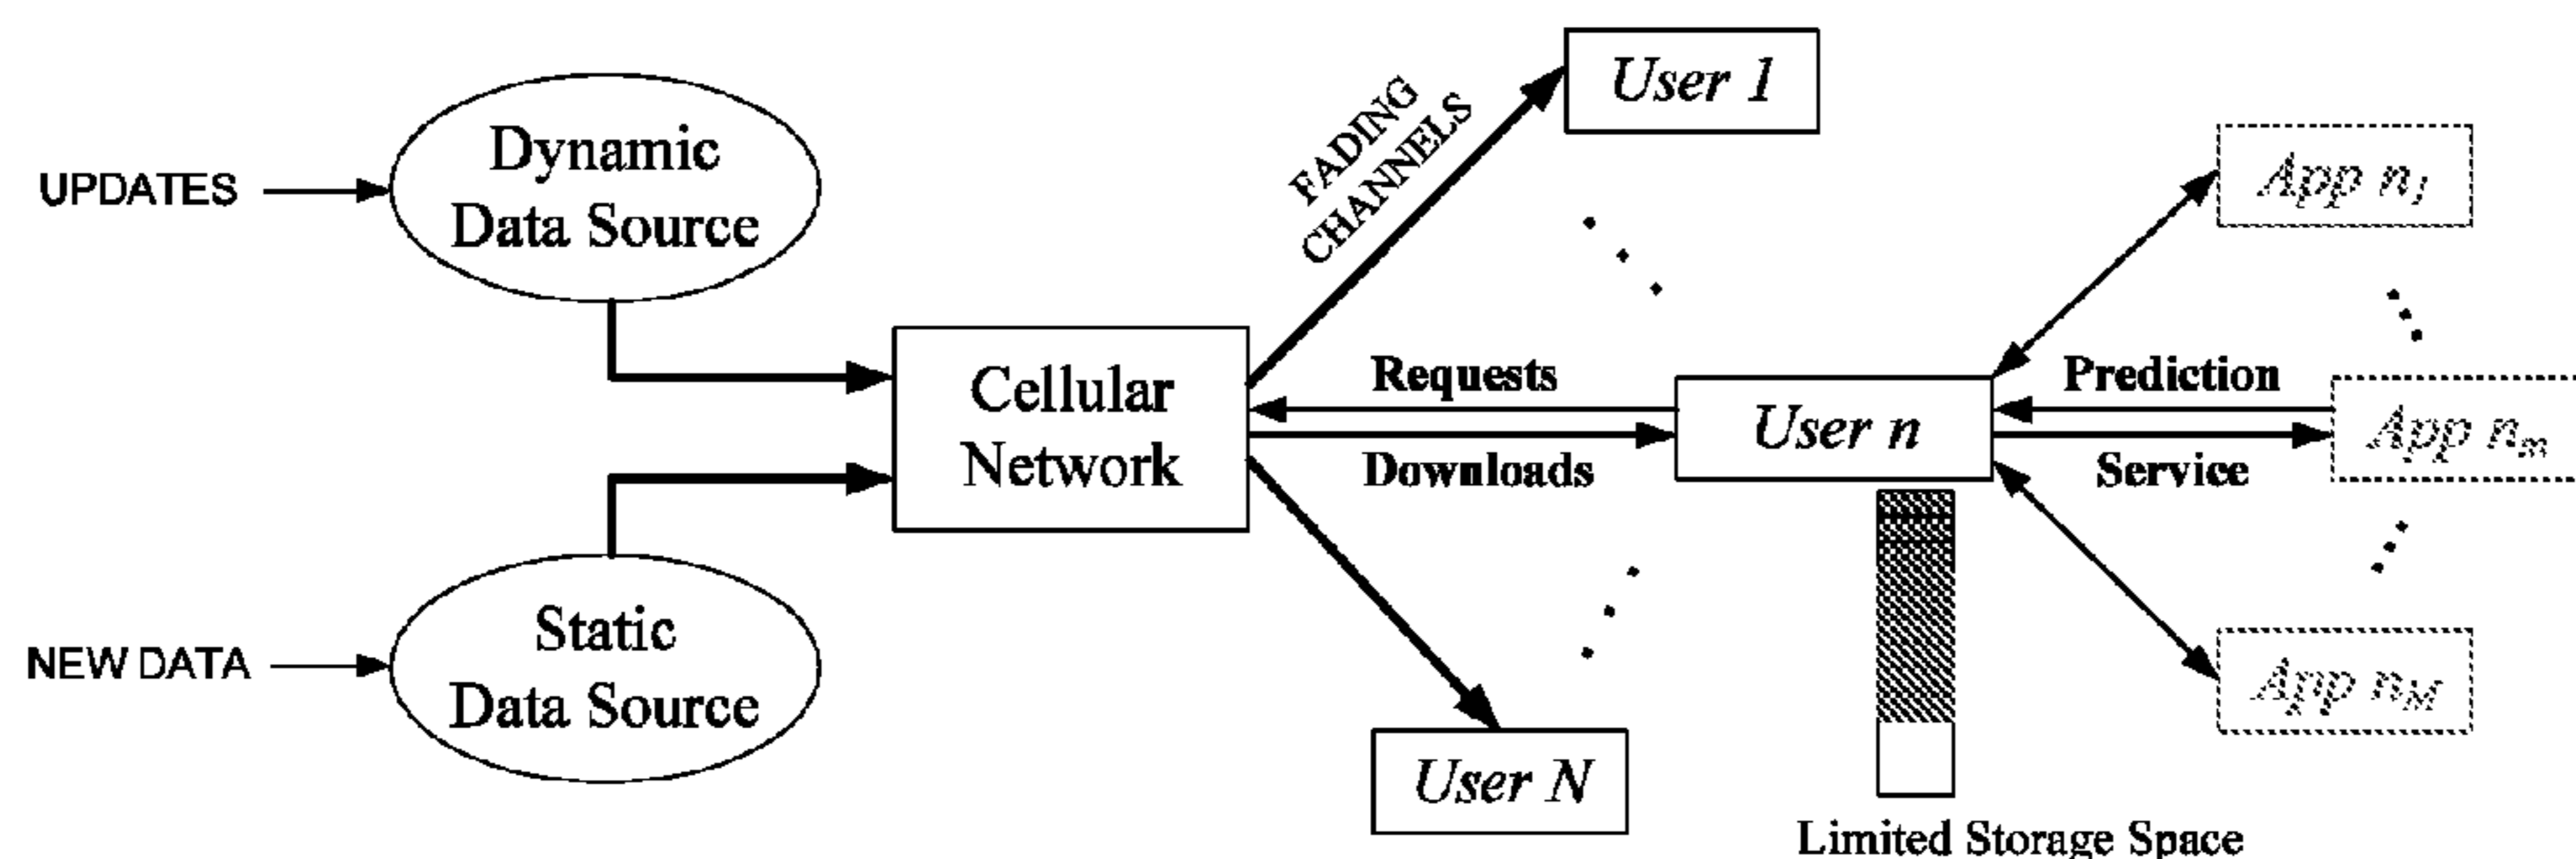 UPDATES
Dynamic
Data Source
NEW DATA
Static
Data Source
Cellular
Network
FADING
CHANNELS
User 1
Requests
Downloads
User n
User N
Limited Storage Space
Prediction
Service
App n₁
App nₘ
App n_M